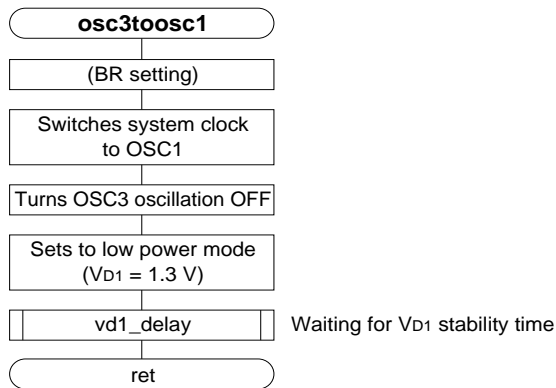 osc3toosc1
(BR setting)
Switches system clock
to OSC1
Turns OSC3 oscillation OFF
Sets to low power mode
(VD1 = 1.3 V)
vd1_delay
Waiting for VD1 stability time
ret